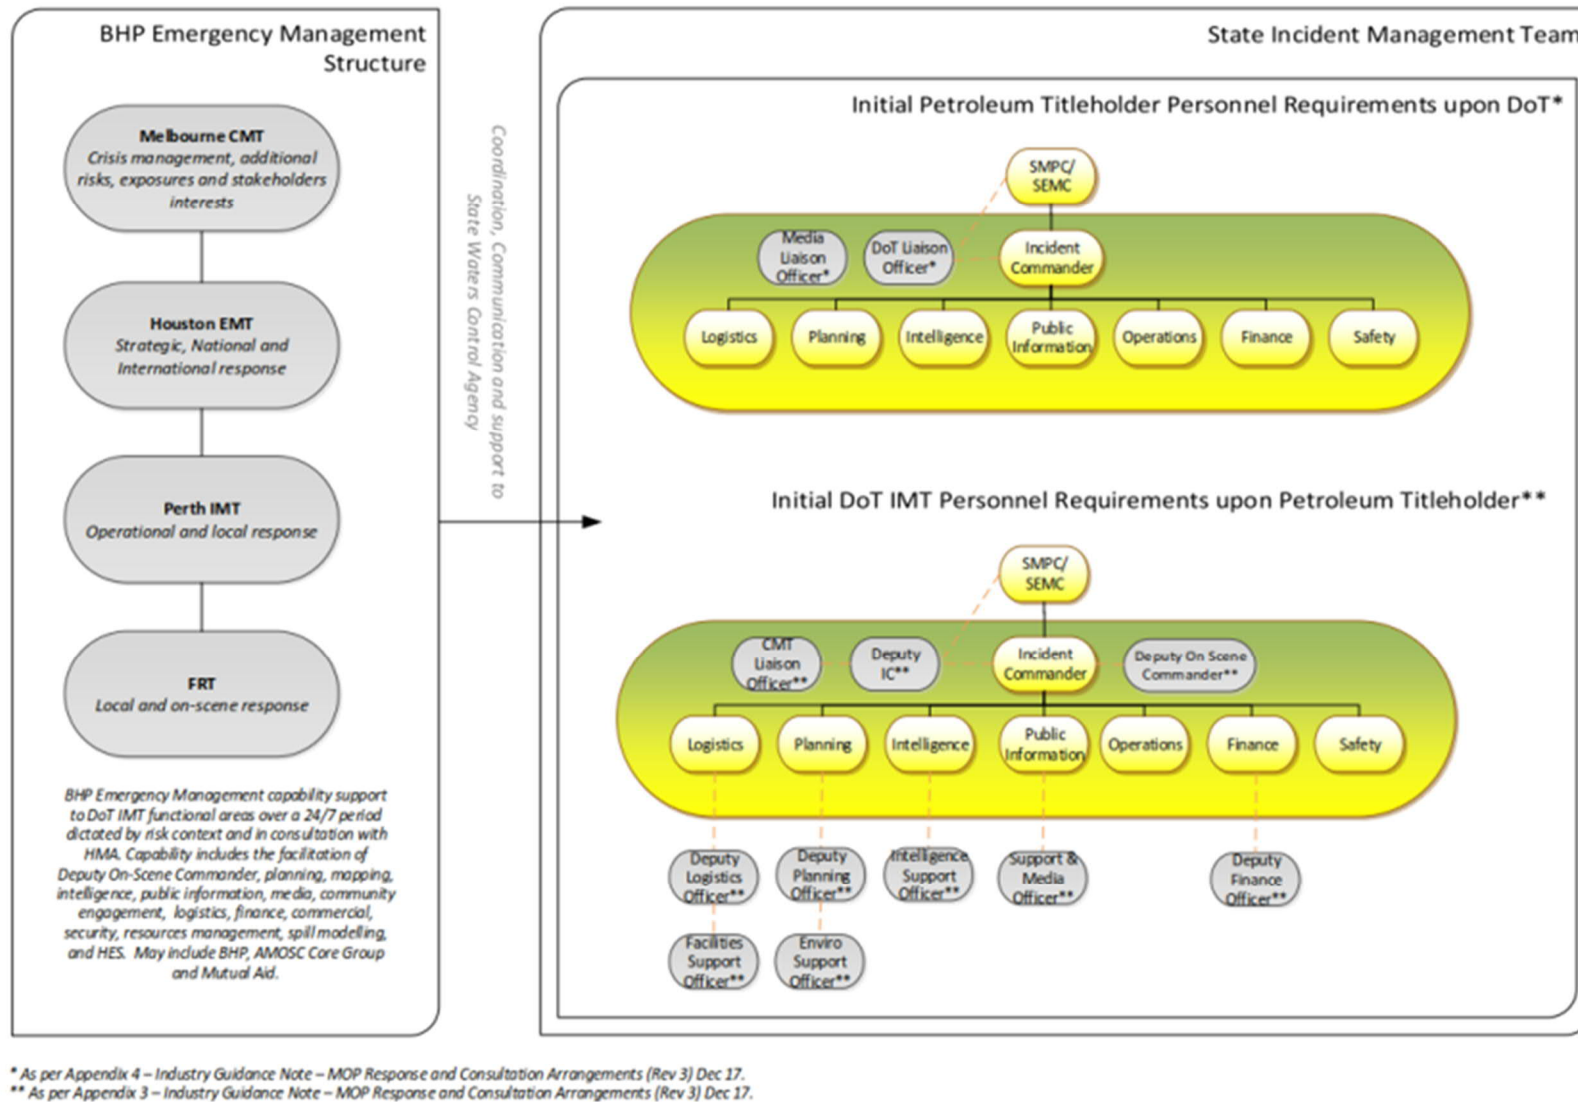 BHP Emergency Management
Structure
Melbourne CMT
Crisis management, additional
risks, exposures and stakeholders
interests
Houston EMT
Strategic, National and
International response
Perth IMT
Operational and local response
FRT
Local and on-scene response
BHP Emergency Management capability support
to DoT IMT functional areas over a 24/7 period
dictated by risk context and in consultation with
HMA. Capability includes the facilitation of
Deputy On-Scene Commander, planning, mapping,
intelligence, public information, media, community
engagement, logistics, finance, commercial,
security, resources management, spill modelling,
and HES. May include BHP, AMOSC Core Group
and Mutual Aid.
Coordination, Communication and support to
State Waters Control Agency
State Incident Management Team
Initial Petroleum Titleholder Personnel Requirements upon DoT*
SMPC/
SEMC
Media
Liaison
Officer*
DoT Liaison
Officer*
Incident
Commander
Logistics
Planning
Intelligence
Public
Information
Operations
Finance
Safety
Initial DoT IMT Personnel Requirements upon Petroleum Titleholder**
SMPC/
SEMC
CMT
Liaison
Officer**
Deputy
IC**
Incident
Commander
Deputy On Scene
Commander**
Logistics
Planning
Intelligence
Public
Information
Operations
Finance
Safety
Deputy
Logistics
Officer**
Deputy
Planning
Officer**
Intelligence
Support
Officer**
Support &
Media
Officer**
Deputy
Finance
Officer**
Facilities
Support
Officer**
Enviro
Support
Officer**
* As per Appendix 4 – Industry Guidance Note – MOP Response and Consultation Arrangements (Rev 3) Dec 17.
** As per Appendix 3 – Industry Guidance Note – MOP Response and Consultation Arrangements (Rev 3) Dec 17.